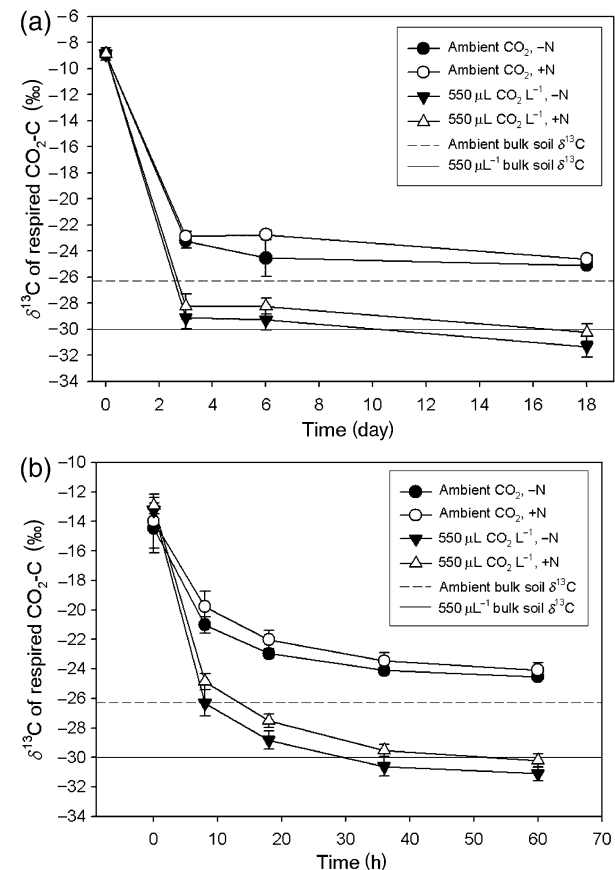 (a)
−6
−8
−10
−12
−14
−16
−18
−20
−22
−24
−26
−28
−30
−32
−34
δ¹³C of respired CO₂-C (‰)
Ambient CO₂, −N
Ambient CO₂, +N
550 μL CO₂ L⁻¹, −N
550 μL CO₂ L⁻¹, +N
Ambient bulk soil δ¹³C
550 μL⁻¹ bulk soil δ¹³C
0 2 4 6 8 10 12 14 16 18
Time (day)
(b)
−10
−12
−14
−16
−18
−20
−22
−24
−26
−28
−30
−32
−34
δ¹³C of respired CO₂-C (‰)
Ambient CO₂, −N
Ambient CO₂, +N
550 μL CO₂ L⁻¹, −N
550 μL CO₂ L⁻¹, +N
Ambient bulk soil δ¹³C
550 μL⁻¹ bulk soil δ¹³C
0 10 20 30 40 50 60 70
Time (h)